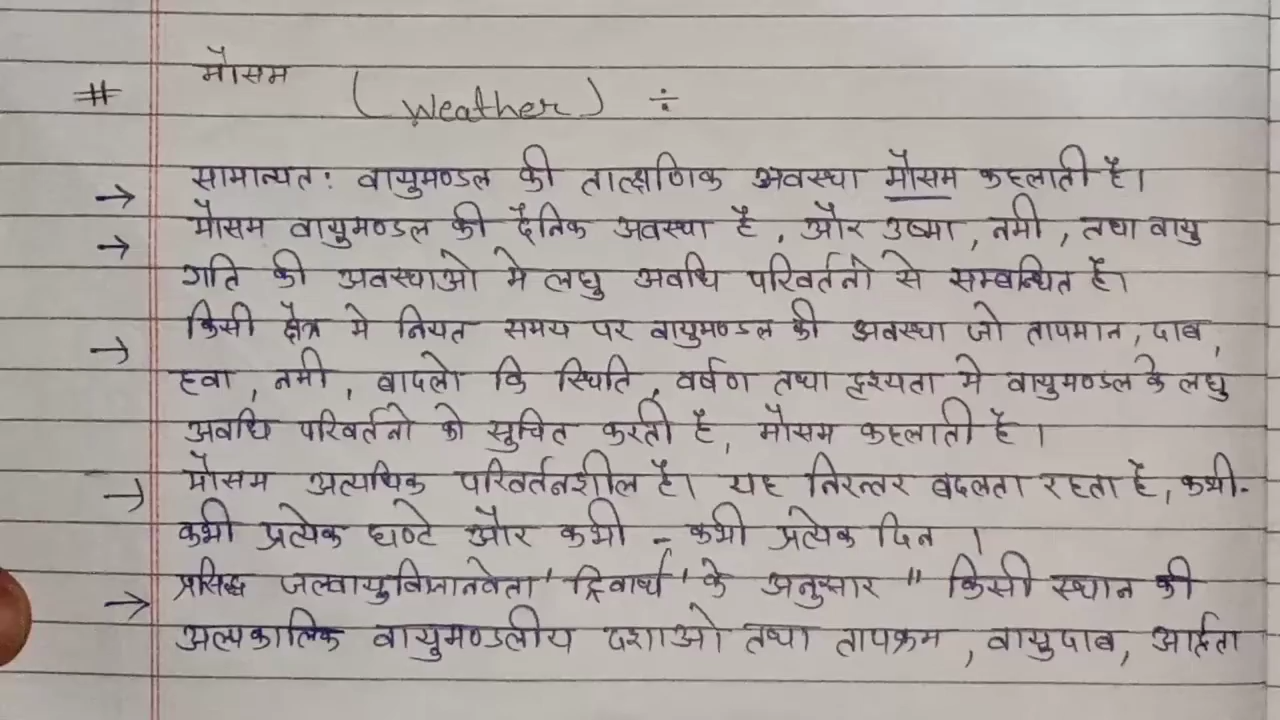 # मौसम (Weather) ÷
→ सामान्यत: वायुमण्डल की तात्क्षणिक अवस्था मौसम कहलाती है।
→ मौसम वायुमण्डल की दैनिक अवस्था है, और उष्मा, नमी, तथा वायु
गति की अवस्थाओ मे लघु अवधि परिवर्तनो से सम्बन्धित है।
→ किसी क्षैत्र मे नियत समय पर वायुमण्डल की अवस्था जो तापमान, दाब,
हवा, नमी, बादलो कि स्थिति, वर्षण तथा दृश्यता मे वायुमण्डल के लघु
अवधि परिवर्तनो को सुचित करती है, मौसम कहलाती है।
→ मौसम अत्यधिक परिवर्तनशील है। यह निरन्तर बदलता रहता है, कभी-
कभी प्रत्येक घण्टे और कभी - कभी प्रत्येक दिन ।
→ प्रसिद्ध जलवायुविज्ञानवेता 'ट्रिवार्था' के अनुसार " किसी स्थान की
अल्पकालिक वायुमण्डलीय दशाओ तथा तापक्रम, वायुदाब, आर्द्रता